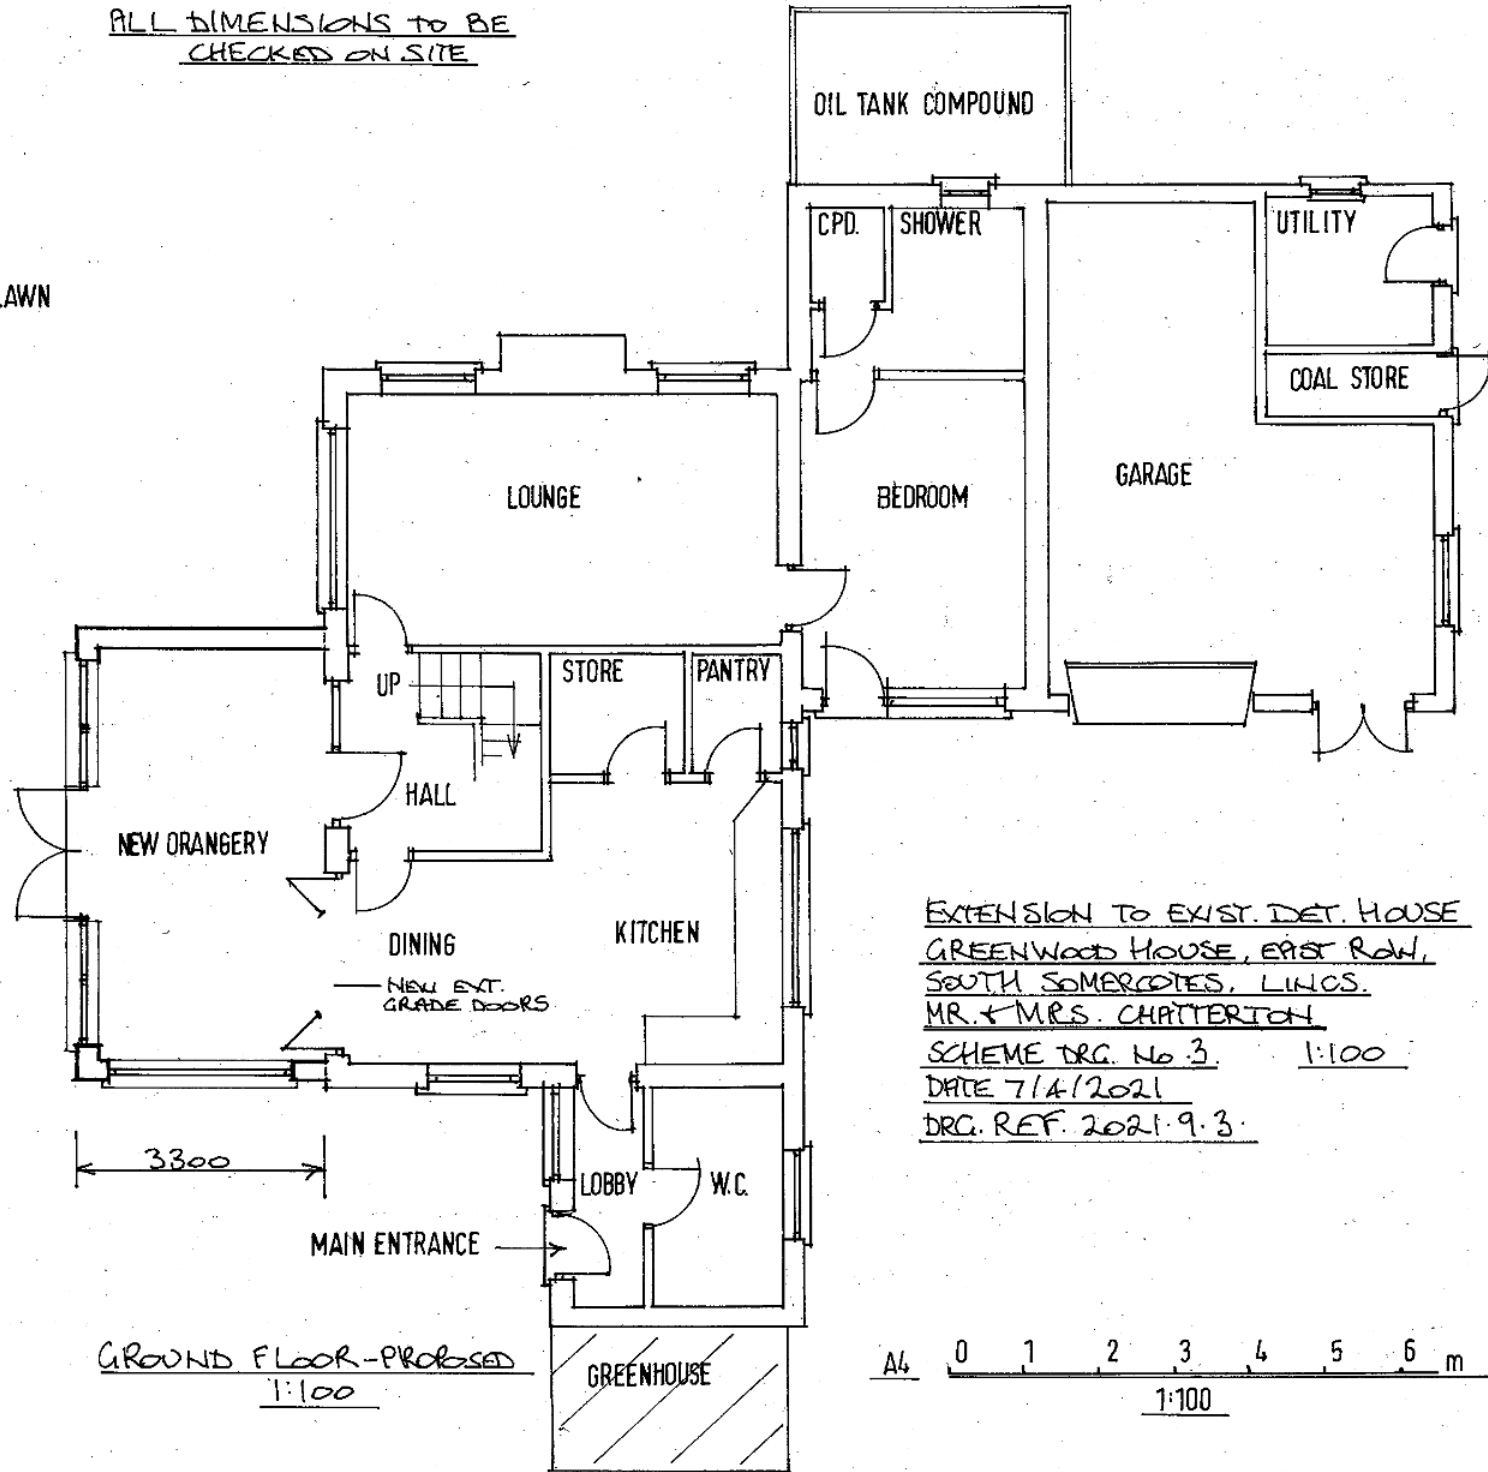 ALL DIMENSIONS TO BE
CHECKED ON SITE
OIL TANK COMPOUND
CPD.
SHOWER
UTILITY
LAWN
COAL STORE
LOUNGE
BEDROOM
GARAGE
UP
STORE
PANTRY
HALL
NEW ORANGERY
DINING
KITCHEN
NEW EXT.
GRADE DOORS
EXTENSION TO EXIST. DET. HOUSE
GREENWOOD HOUSE, EAST ROW,
SOUTH SOMERCOTES, LINCS.
MR. & MRS. CHATTERTON
SCHEME DRG. No. 3. 1:100
DATE 7/4/2021
DRG. REF. 2021.9.3.
3300
LOBBY
W.C.
MAIN ENTRANCE
GROUND FLOOR-PROPOSED
1:100
GREENHOUSE
A4
0 1 2 3 4 5 6 m
1:100